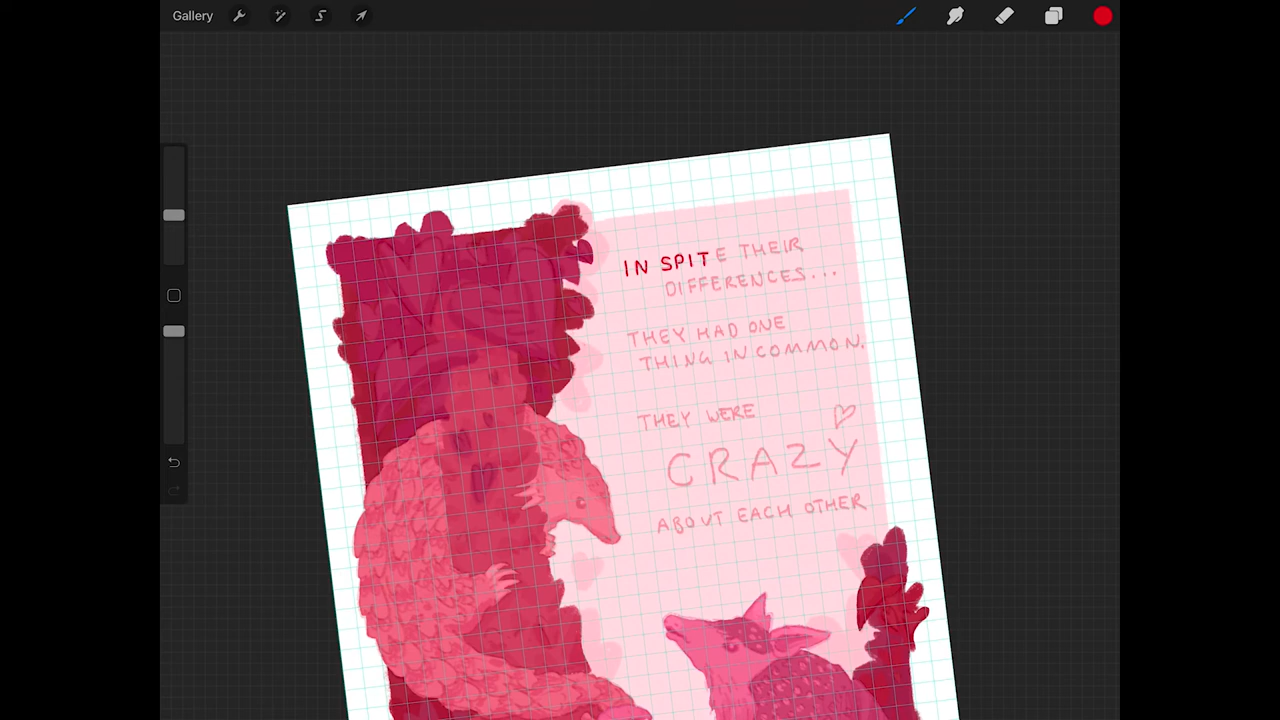 Gallery
IN SPITE THEIR
DIFFERENCES...
THEY HAD ONE
THING IN COMMON.
THEY WERE
CRAZY
ABOUT EACH OTHER